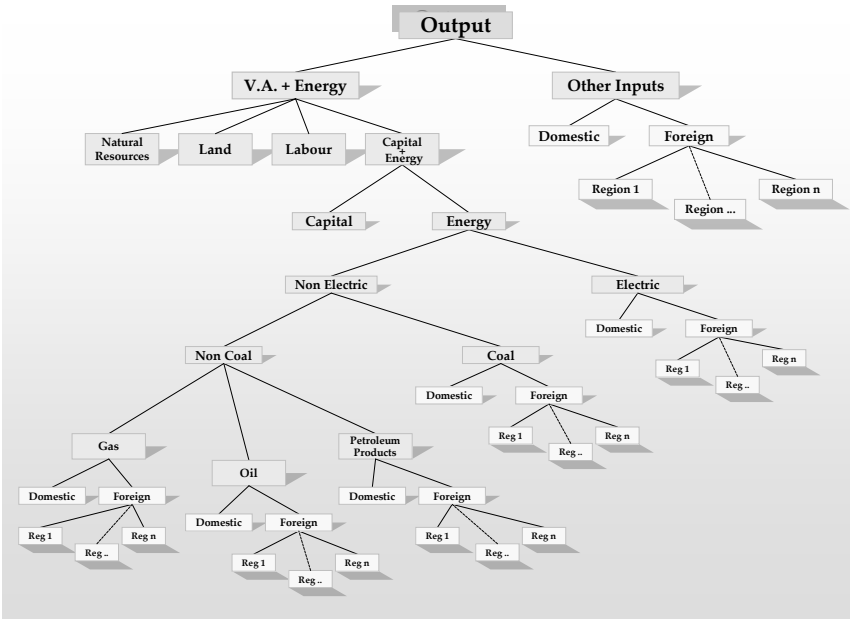 Output
V.A. + Energy
Other Inputs
Natural
Resources
Land
Labour
Capital
+
Energy
Domestic
Foreign
Region 1
Region ...
Region n
Capital
Energy
Non Electric
Electric
Domestic
Foreign
Reg 1
Reg ..
Reg n
Non Coal
Coal
Domestic
Foreign
Reg 1
Reg ..
Reg n
Gas
Oil
Petroleum
Products
Domestic
Foreign
Reg 1
Reg ..
Reg n
Domestic
Foreign
Reg 1
Reg ..
Reg n
Domestic
Foreign
Reg 1
Reg ..
Reg n